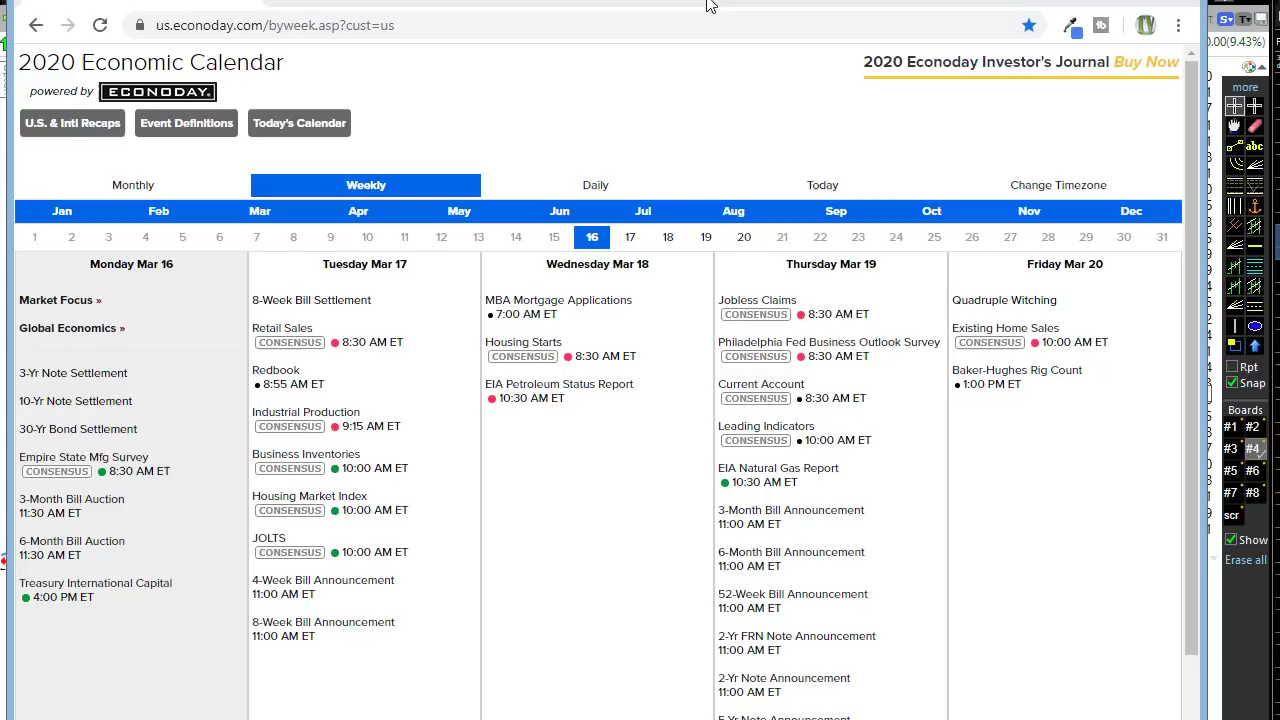 us.econoday.com/byweek.asp?cust=us
2020 Economic Calendar
2020 Econoday Investor's Journal Buy Now
powered by ECONODAY.
U.S. & Intl Recaps
Event Definitions
Today's Calendar
Monthly
Weekly
Daily
Today
Change Timezone
Jan Feb Mar Apr May Jun Jul Aug Sep Oct Nov Dec
1 2 3 4 5 6 7 8 9 10 11 12 13 14 15 16 17 18 19 20 21 22 23 24 25 26 27 28 29 30 31
Monday Mar 16
Market Focus »
Global Economics »
3-Yr Note Settlement
10-Yr Note Settlement
30-Yr Bond Settlement
Empire State Mfg Survey
CONSENSUS 8:30 AM ET
3-Month Bill Auction
11:30 AM ET
6-Month Bill Auction
11:30 AM ET
Treasury International Capital
4:00 PM ET
Tuesday Mar 17
8-Week Bill Settlement
Retail Sales
CONSENSUS 8:30 AM ET
Redbook
8:55 AM ET
Industrial Production
CONSENSUS 9:15 AM ET
Business Inventories
CONSENSUS 10:00 AM ET
Housing Market Index
CONSENSUS 10:00 AM ET
JOLTS
CONSENSUS 10:00 AM ET
4-Week Bill Announcement
11:00 AM ET
8-Week Bill Announcement
11:00 AM ET
Wednesday Mar 18
MBA Mortgage Applications
7:00 AM ET
Housing Starts
CONSENSUS 8:30 AM ET
EIA Petroleum Status Report
10:30 AM ET
Thursday Mar 19
Jobless Claims
CONSENSUS 8:30 AM ET
Philadelphia Fed Business Outlook Survey
CONSENSUS 8:30 AM ET
Current Account
CONSENSUS 8:30 AM ET
Leading Indicators
CONSENSUS 10:00 AM ET
EIA Natural Gas Report
10:30 AM ET
3-Month Bill Announcement
11:00 AM ET
6-Month Bill Announcement
11:00 AM ET
52-Week Bill Announcement
11:00 AM ET
2-Yr FRN Note Announcement
11:00 AM ET
2-Yr Note Announcement
11:00 AM ET
5-Yr Note Announcement
Friday Mar 20
Quadruple Witching
Existing Home Sales
CONSENSUS 10:00 AM ET
Baker-Hughes Rig Count
1:00 PM ET
0.00(9.43%)
more
abc
Rpt
Snap
Boards
#1 #2
#3 #4
#5 #6
#7 #8
scr
Show
Erase all